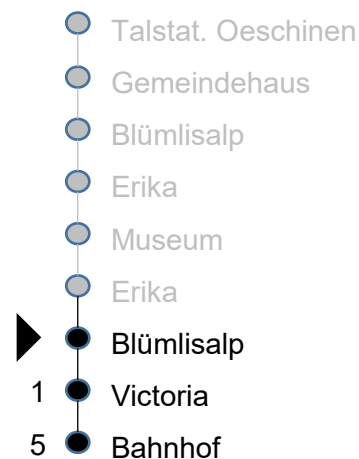 Talstat. Oeschinen
Gemeindehaus
Blümlisalp
Erika
Museum
Erika
Blümlisalp
1 Victoria
5 Bahnhof